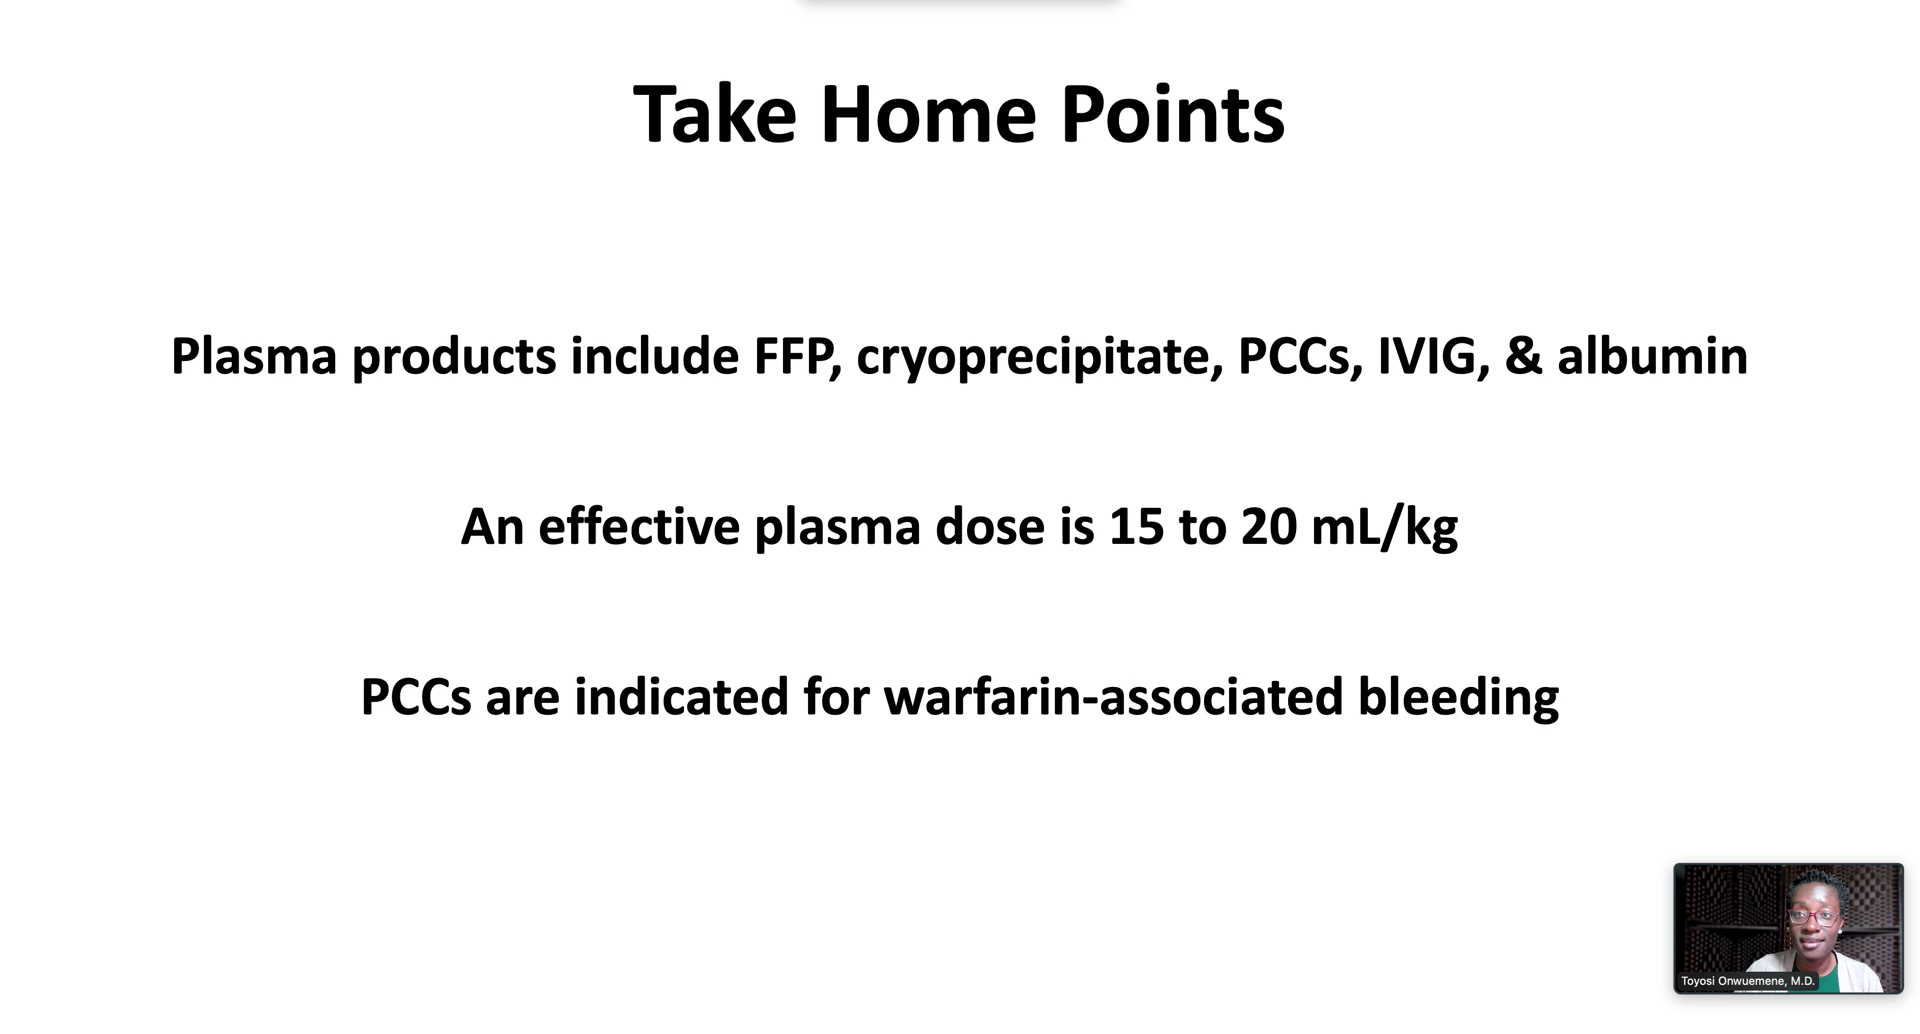 Take Home Points
Plasma products include FFP, cryoprecipitate, PCCs, IVIG, & albumin
An effective plasma dose is 15 to 20 mL/kg
PCCs are indicated for warfarin-associated bleeding
Toyosi Onwuemene, M.D.